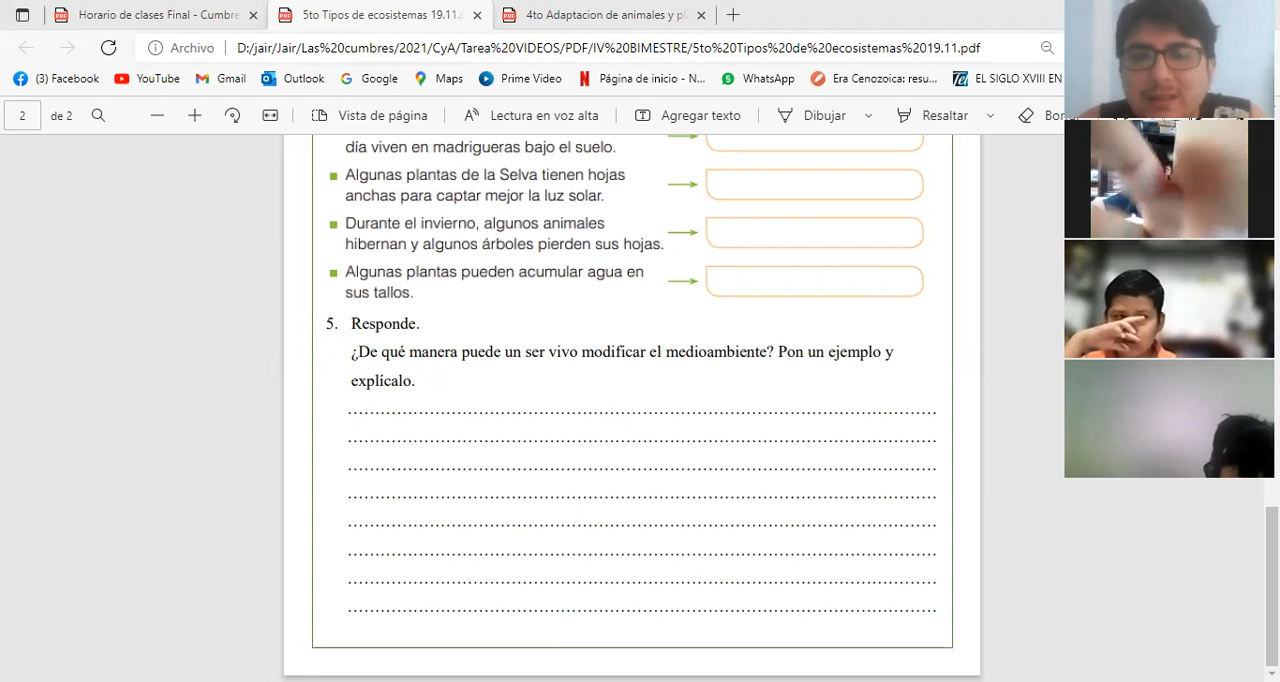 Horario de clases Final - Cumbre
5to Tipos de ecosistemas 19.11.p
4to Adaptacion de animales y pl
Archivo
D:/jair/Jair/Las%20cumbres/2021/CyA/Tarea%20VIDEOS/PDF/IV%20BIMESTRE/5to%20Tipos%20de%20ecosistemas%2019.11.pdf
(3) Facebook
YouTube
Gmail
Outlook
Google
Maps
Prime Video
Página de inicio - N...
WhatsApp
Era Cenozoica: resu...
EL SIGLO XVIII EN
2
de 2
Vista de página
Lectura en voz alta
Agregar texto
Dibujar
Resaltar
Bor
día viven en madrigueras bajo el suelo.
Algunas plantas de la Selva tienen hojas
anchas para captar mejor la luz solar.
Durante el invierno, algunos animales
hibernan y algunos árboles pierden sus hojas.
Algunas plantas pueden acumular agua en
sus tallos.
5. Responde.
¿De qué manera puede un ser vivo modificar el medioambiente? Pon un ejemplo y
explícalo.